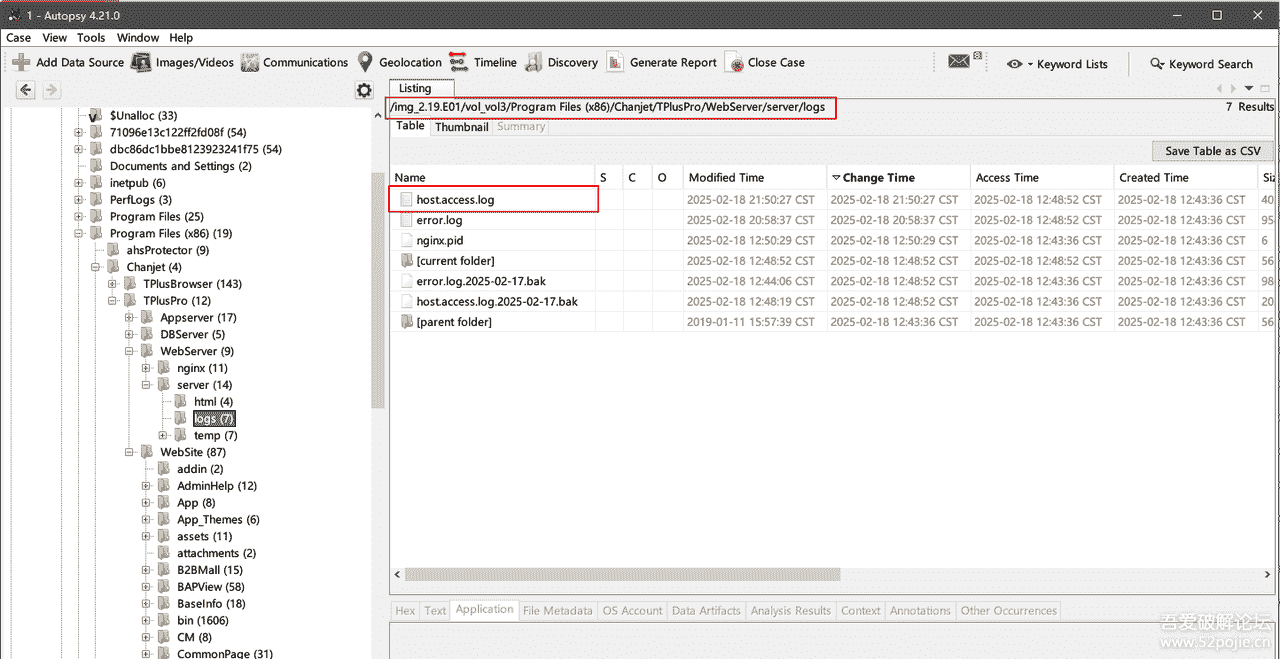 1 - Autopsy 4.21.0
Case View Tools Window Help
Add Data Source Images/Videos Communications Geolocation Timeline Discovery Generate Report Close Case Keyword Lists Keyword Search
$Unalloc (33)
71096e13c122ff2fd08f (54)
dbc86dc1bbe8123923241f75 (54)
Documents and Settings (2)
inetpub (6)
PerfLogs (3)
Program Files (25)
Program Files (x86) (19)
ahsProtector (9)
Chanjet (4)
TPlusBrowser (143)
TPlusPro (12)
Appserver (17)
DBServer (5)
WebServer (9)
nginx (11)
server (14)
html (4)
logs (7)
temp (7)
WebSite (87)
addin (2)
AdminHelp (12)
App (8)
App_Themes (6)
assets (11)
attachments (2)
B2BMall (15)
BAPView (58)
BaseInfo (18)
bin (1606)
CM (8)
CommonPage (31)
Listing
/img_2.19.E01/vol_vol3/Program Files (x86)/Chanjet/TPlusPro/WebServer/server/logs
7 Results
Table Thumbnail Summary
Save Table as CSV
Name S C O Modified Time Change Time Access Time Created Time Siz
host.access.log 2025-02-18 21:50:27 CST 2025-02-18 21:50:27 CST 2025-02-18 12:48:52 CST 2025-02-18 12:43:36 CST 40
error.log 2025-02-18 20:58:37 CST 2025-02-18 20:58:37 CST 2025-02-18 12:48:52 CST 2025-02-18 12:43:36 CST 95
nginx.pid 2025-02-18 12:50:29 CST 2025-02-18 12:50:29 CST 2025-02-18 12:43:36 CST 2025-02-18 12:43:36 CST 6
[current folder] 2025-02-18 12:48:52 CST 2025-02-18 12:48:52 CST 2025-02-18 12:48:52 CST 2025-02-18 12:43:36 CST 56
error.log.2025-02-17.bak 2025-02-18 12:44:06 CST 2025-02-18 12:48:52 CST 2025-02-18 12:43:36 CST 2025-02-18 12:43:36 CST 98
host.access.log.2025-02-17.bak 2025-02-18 12:48:19 CST 2025-02-18 12:48:52 CST 2025-02-18 12:43:36 CST 2025-02-18 12:43:36 CST 20
[parent folder] 2019-01-11 15:57:39 CST 2025-02-18 12:43:36 CST 2025-02-18 12:43:36 CST 2025-02-18 12:43:36 CST 56
Hex Text Application File Metadata OS Account Data Artifacts Analysis Results Context Annotations Other Occurrences
吾爱破解论坛
www.52pojie.cn